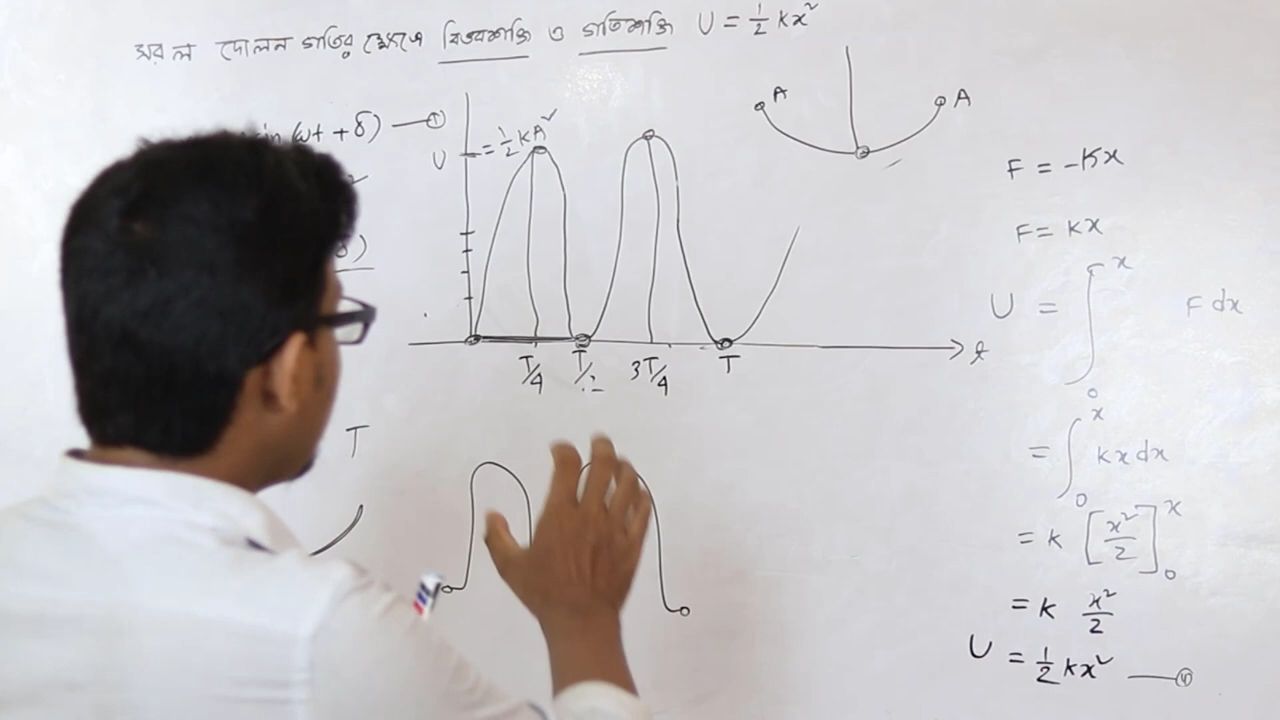 সরল দোলন গতির ক্ষেত্রে বিভবশক্তি ও গতিশক্তি U = ½ kx²
sin (ωt + δ) — ①
δ)
U = ½ kA²
T/4 T/2 3T/4 T t
T
A A
F = -kx
F = kx
U = ∫₀ˣ F dx
= ∫₀ˣ kx dx
= k [x²/2]₀ˣ
= k x²/2
U = ½ kx² —